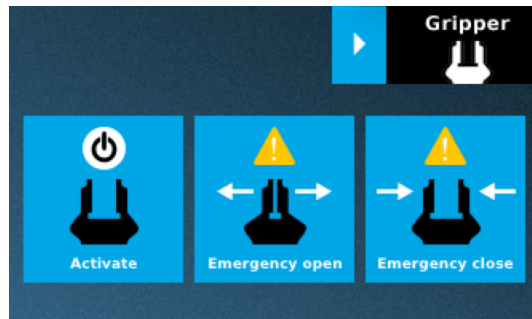 Gripper
Activate
Emergency open
Emergency close